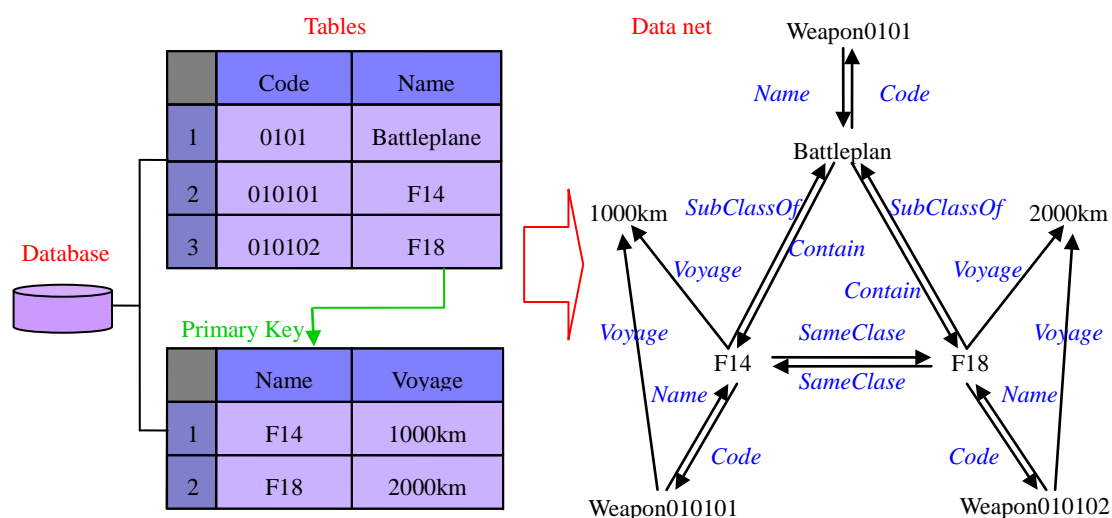 Tables
Data net
Code Name
1 0101 Battleplane
2 010101 F14
3 010102 F18
Database
Primary Key
Name Voyage
1 F14 1000km
2 F18 2000km
Weapon0101
Name Code
Battleplan
1000km SubClassOf SubClassOf 2000km
Contain
Voyage Voyage
Contain
Voyage SameClase Voyage
F14 F18
SameClase
Name Name
Code Code
Weapon010101 Weapon010102